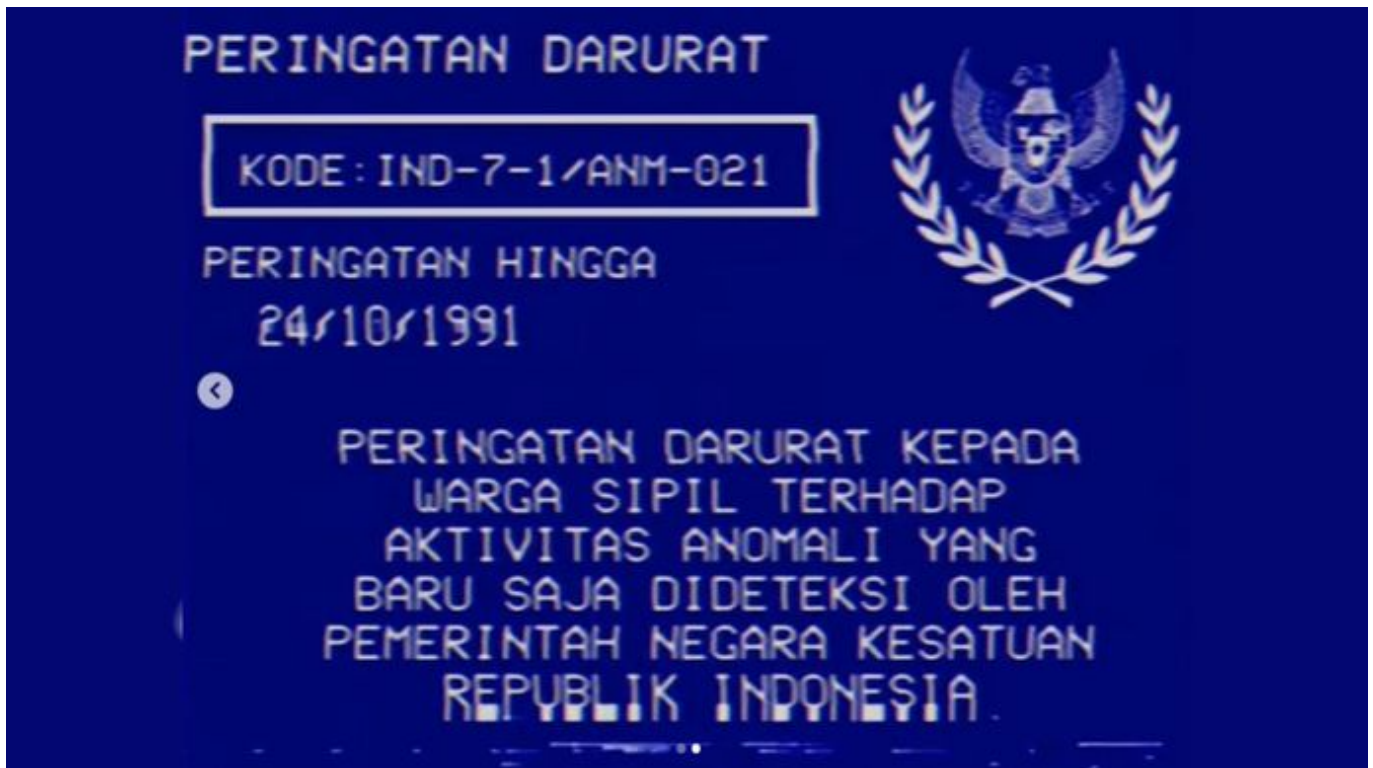 PERINGATAN DARURAT
KODE:IND-7-1/ANM-021
PERINGATAN HINGGA
24/10/1991
PERINGATAN DARURAT KEPADA
WARGA SIPIL TERHADAP
AKTIVITAS ANOMALI YANG
BARU SAJA DIDETEKSI OLEH
PEMERINTAH NEGARA KESATUAN
REPUBLIK INDONESIA